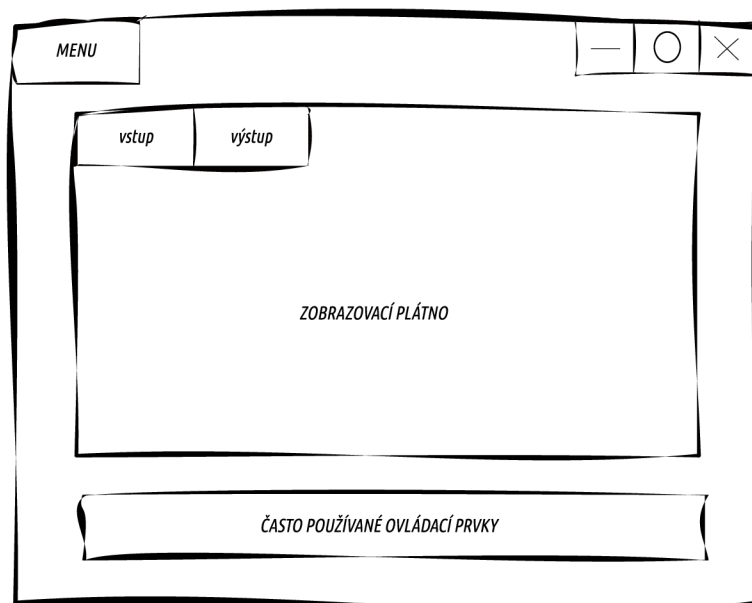 MENU
vstup
výstup
ZOBRAZOVACÍ PLÁTNO
ČASTO POUŽÍVANÉ OVLÁDACÍ PRVKY